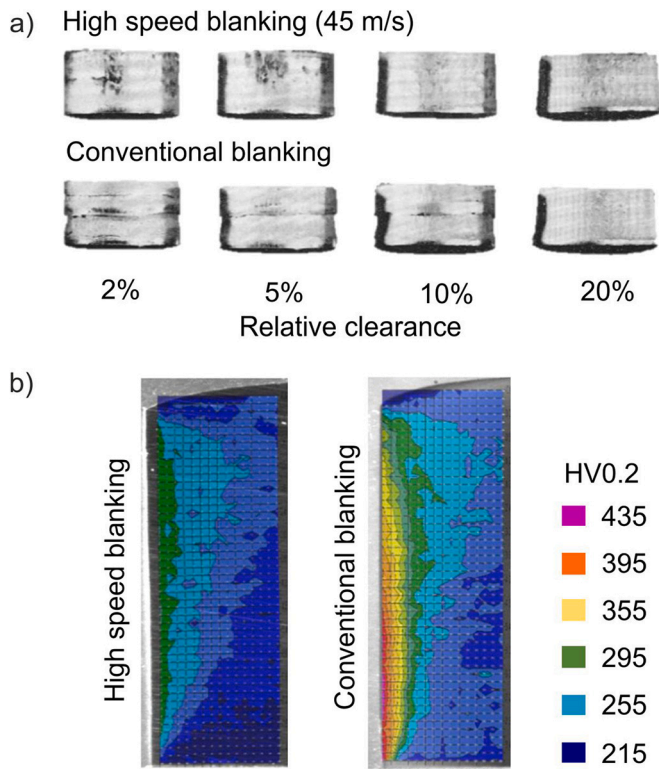 a)
High speed blanking (45 m/s)
Conventional blanking
2%
5%
10%
20%
Relative clearance
b)
High speed blanking
Conventional blanking
HV0.2
435
395
355
295
255
215